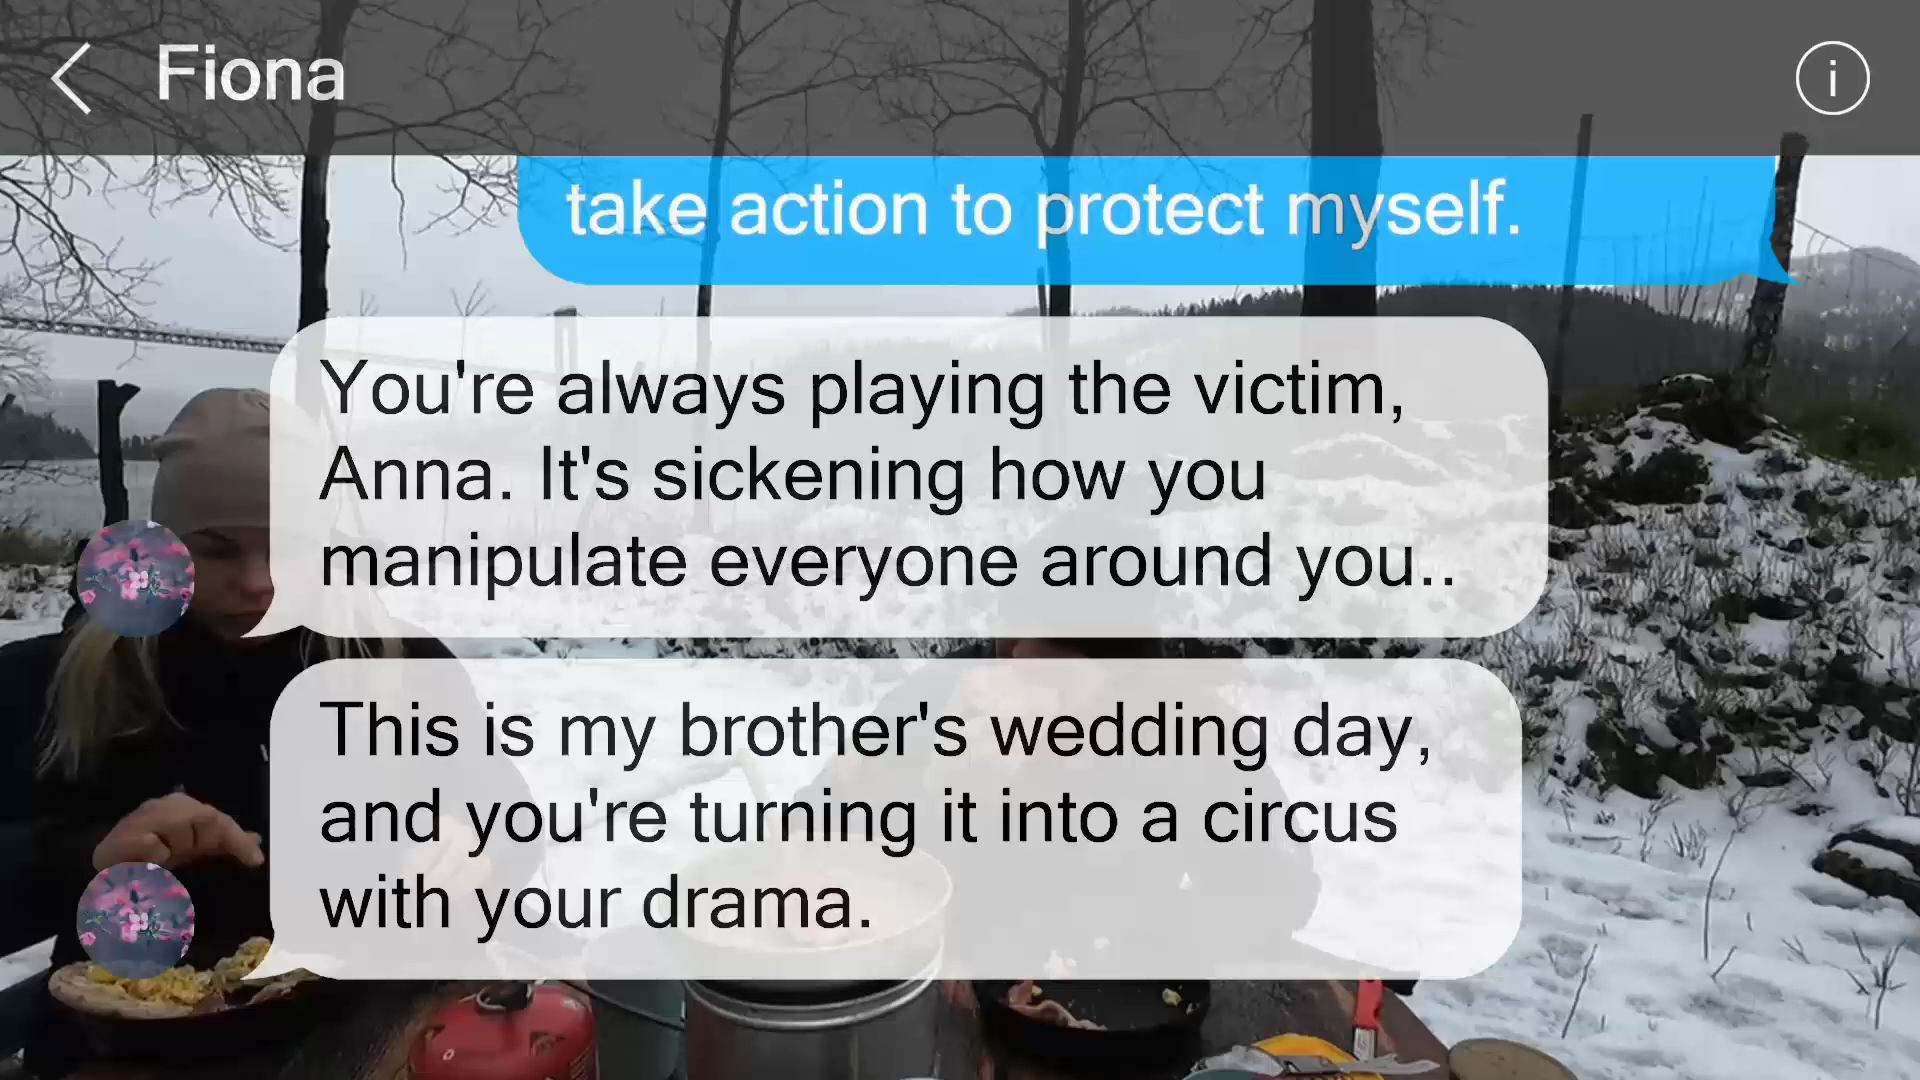 Fiona
take action to protect myself.
You're always playing the victim,
Anna. It's sickening how you
manipulate everyone around you..
This is my brother's wedding day,
and you're turning it into a circus
with your drama.